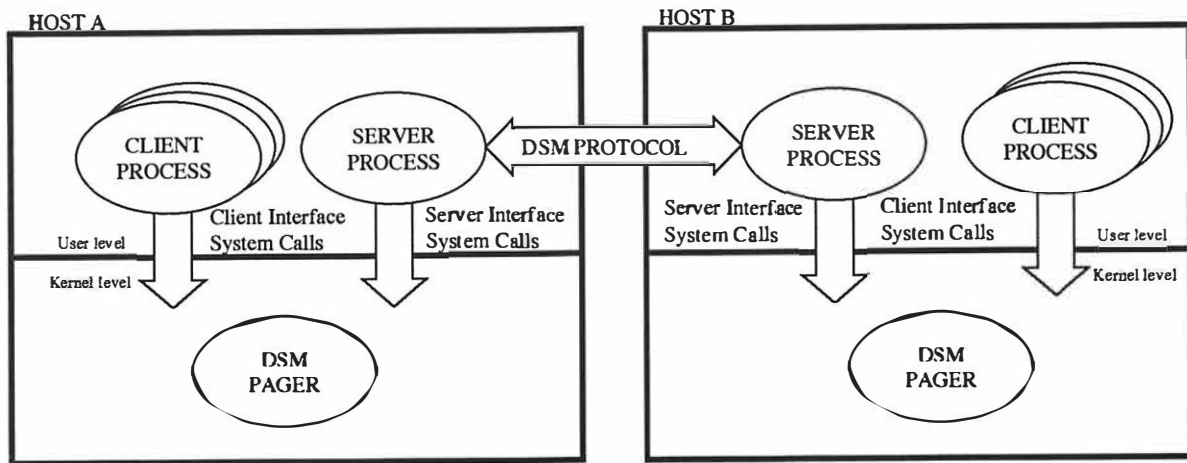 HOST A
CLIENT
PROCESS
SERVER
PROCESS
Client Interface
System Calls
Server Interface
System Calls
User level
Kernel level
DSM
PAGER
DSM PROTOCOL
HOST B
SERVER
PROCESS
CLIENT
PROCESS
Server Interface
System Calls
Client Interface
System Calls
User level
Kernel level
DSM
PAGER